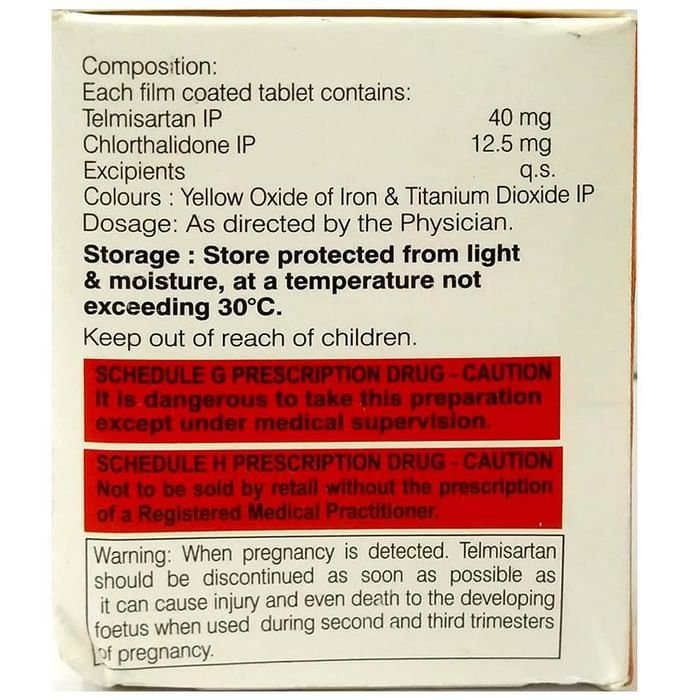 Composition:
Each film coated tablet contains:
Telmisartan IP 40 mg
Chlorthalidone IP 12.5 mg
Excipients q.s.
Colours : Yellow Oxide of Iron & Titanium Dioxide IP
Dosage: As directed by the Physician.
Storage : Store protected from light
& moisture, at a temperature not
exceeding 30°C.
Keep out of reach of children.
SCHEDULE G PRESCRIPTION DRUG - CAUTION
It is dangerous to take this preparation
except under medical supervision.
SCHEDULE H PRESCRIPTION DRUG - CAUTION
Not to be sold by retail without the prescription
of a Registered Medical Practitioner.
Warning: When pregnancy is detected. Telmisartan
should be discontinued as soon as possible as
it can cause injury and even death to the developing
foetus when used during second and third trimesters
of pregnancy.